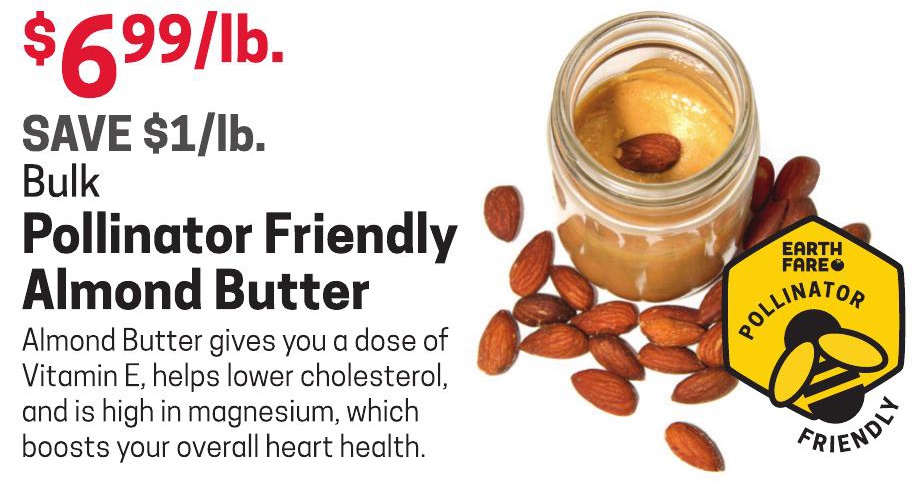 $6.99/lb.
SAVE $1/lb.
Bulk
Pollinator Friendly
Almond Butter
Almond Butter gives you a dose of
Vitamin E, helps lower cholesterol,
and is high in magnesium, which
boosts your overall heart health.
EARTH
FARE
POLLINATOR
FRIENDLY